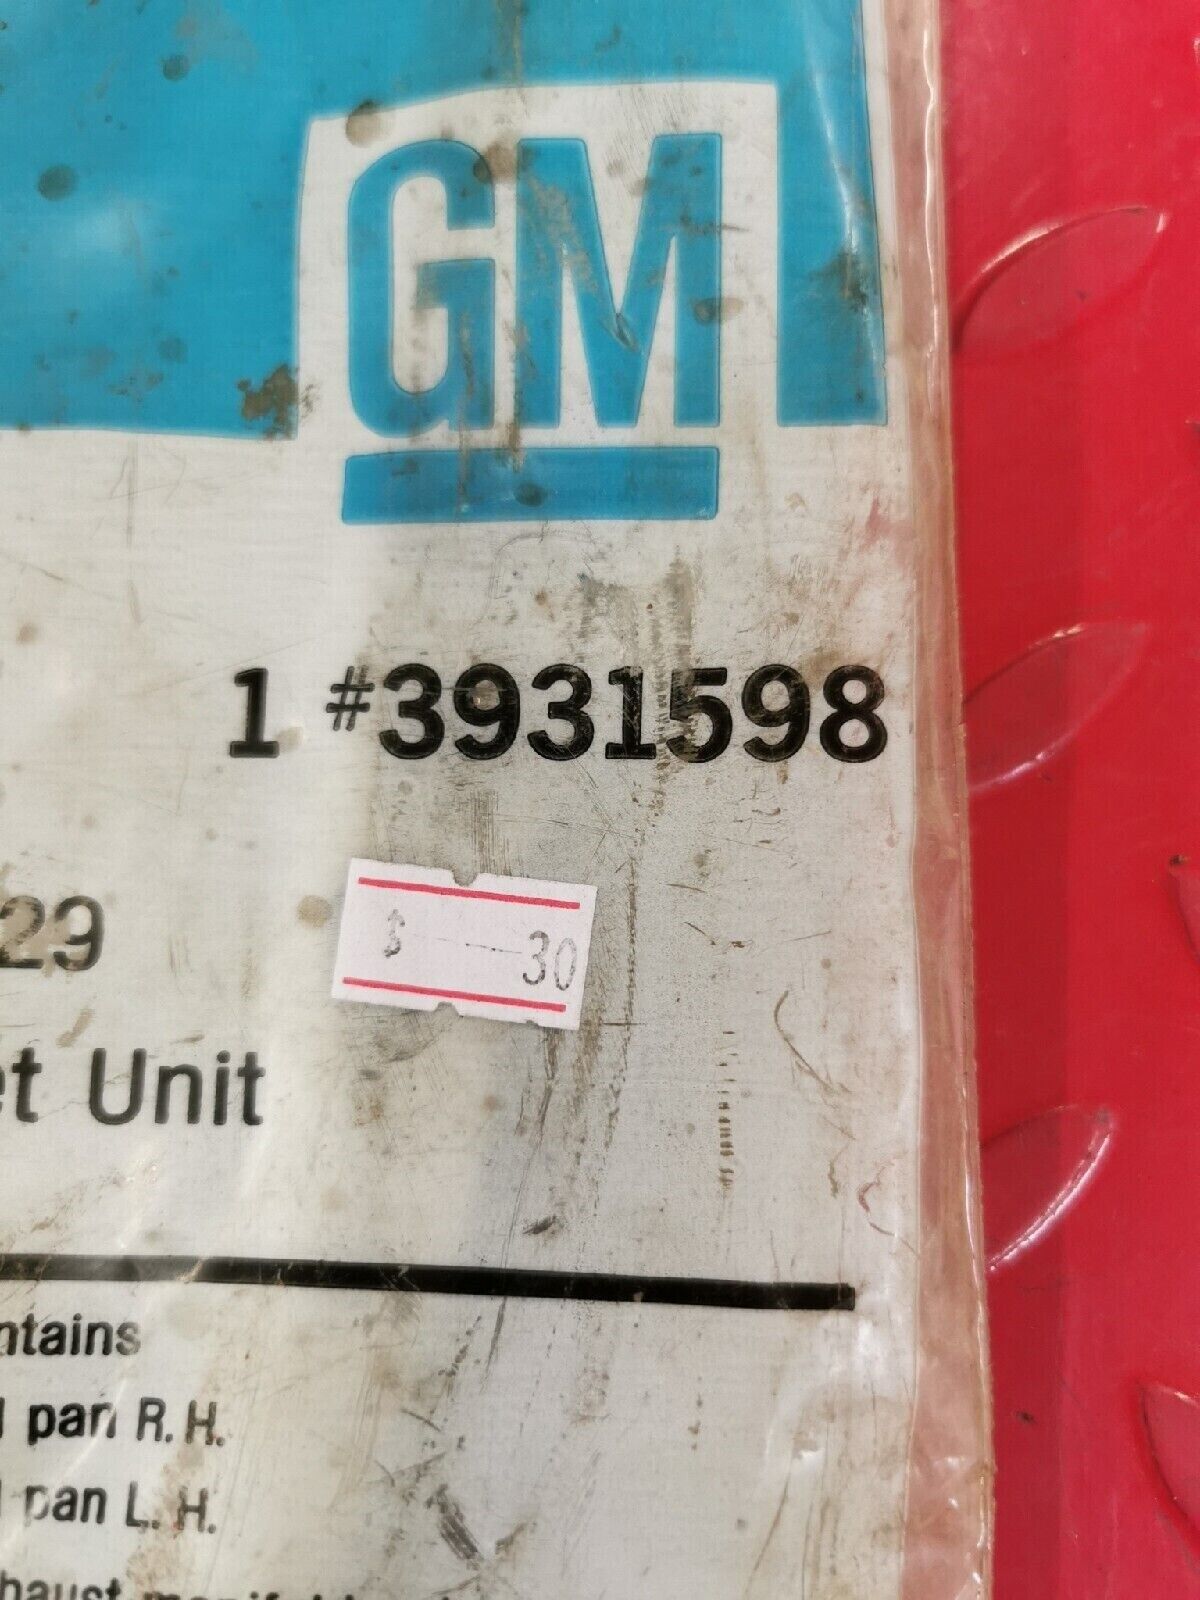 GM
1 #3931598
29
$ --30
et Unit
ntains
pan R.H.
pan L.H.